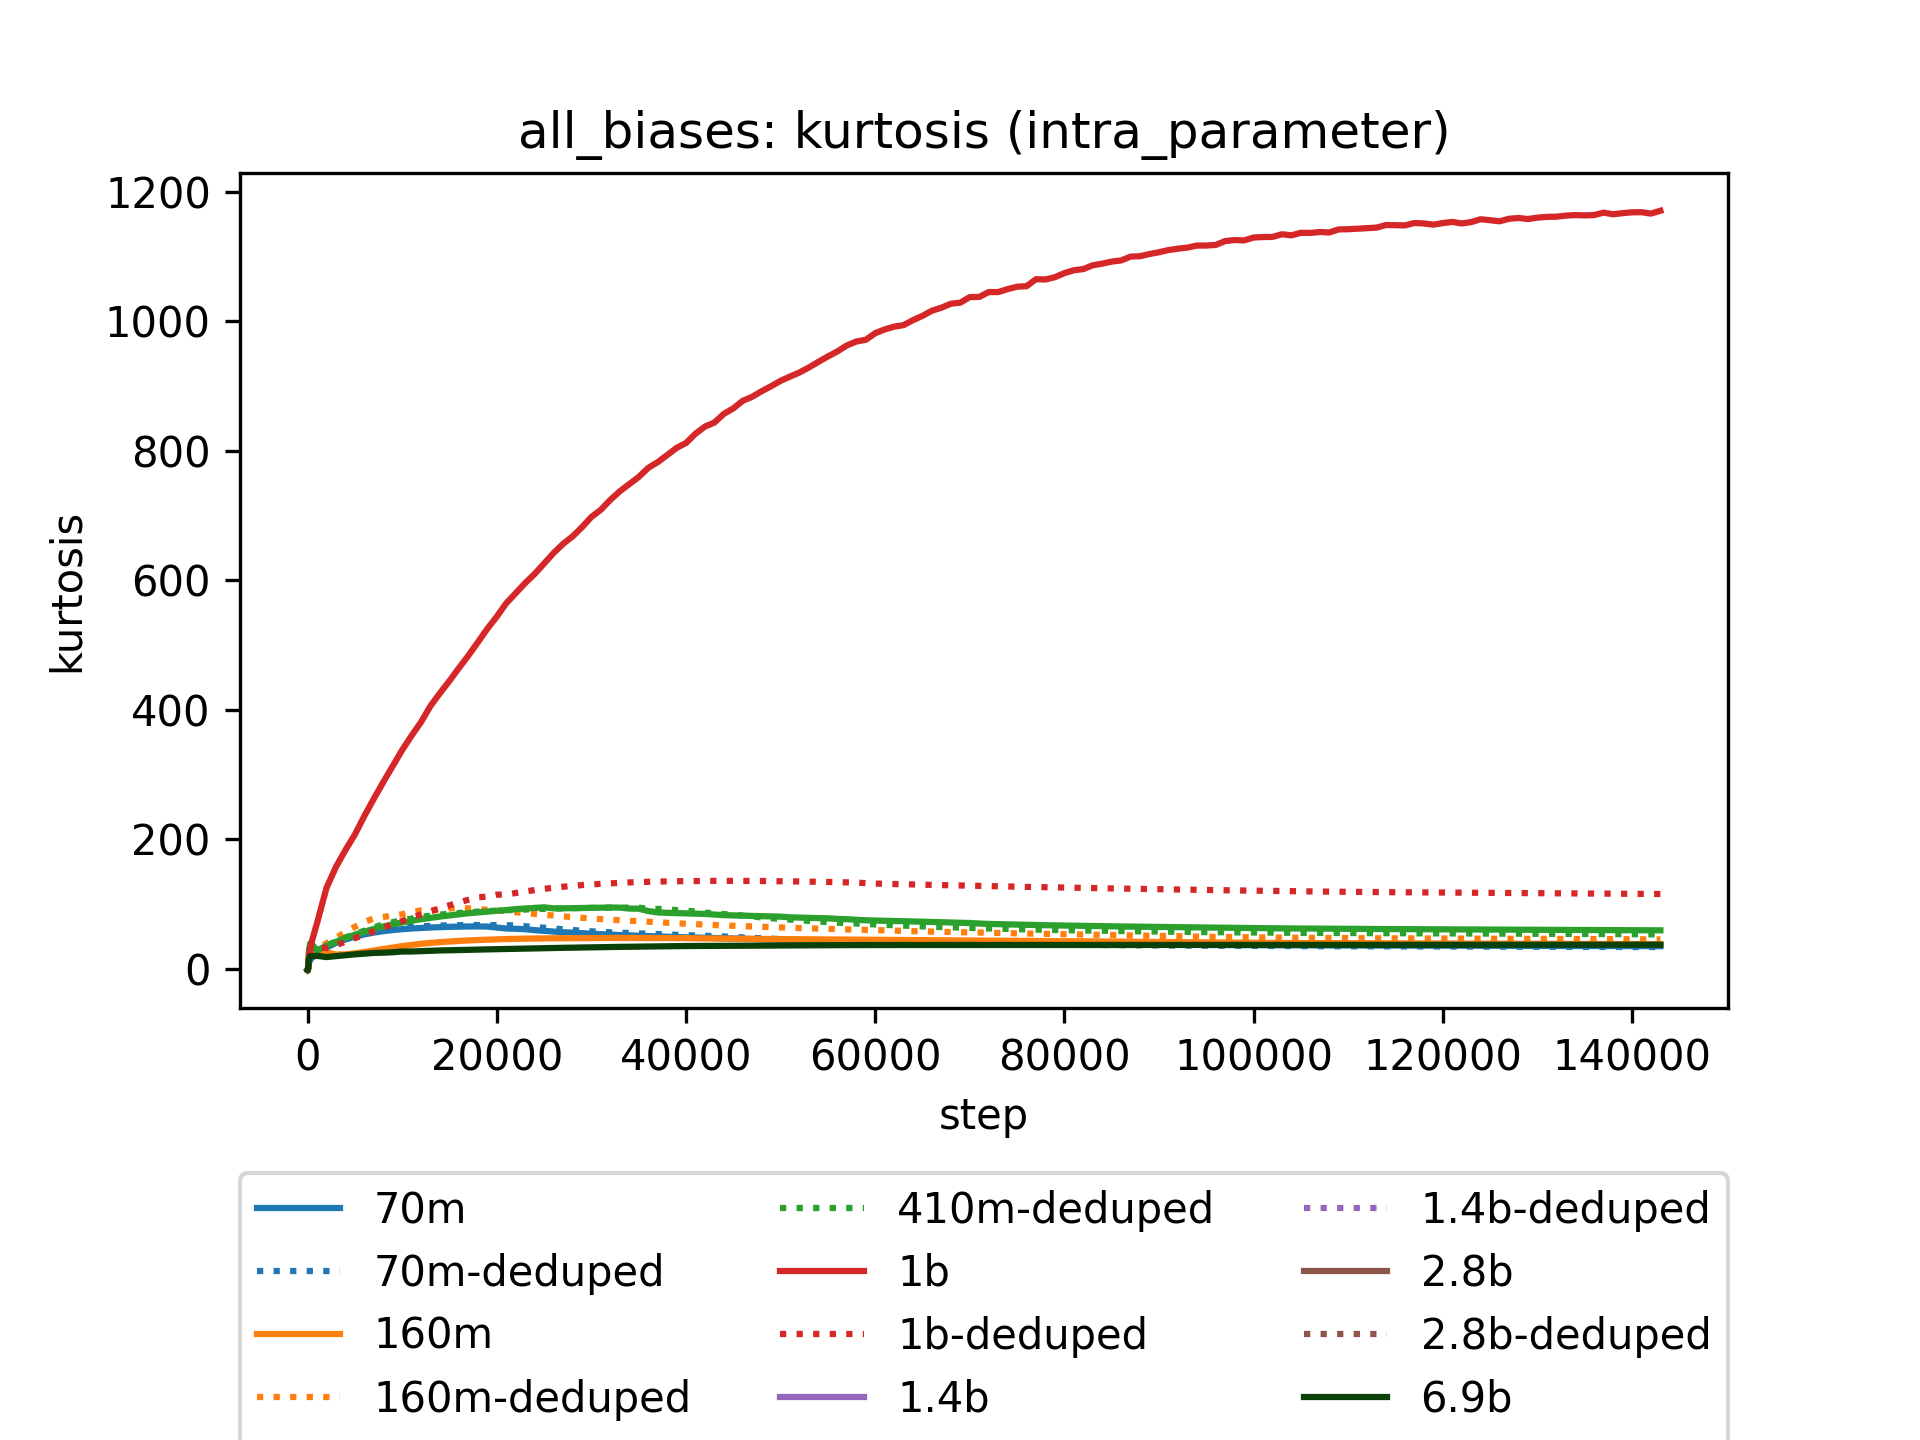 all_biases: kurtosis (intra_parameter)
1200
1000
800
600
400
200
0
kurtosis
0 20000 40000 60000 80000 100000 120000 140000
step
70m
70m-deduped
160m
160m-deduped
410m-deduped
1b
1b-deduped
1.4b
1.4b-deduped
2.8b
2.8b-deduped
6.9b